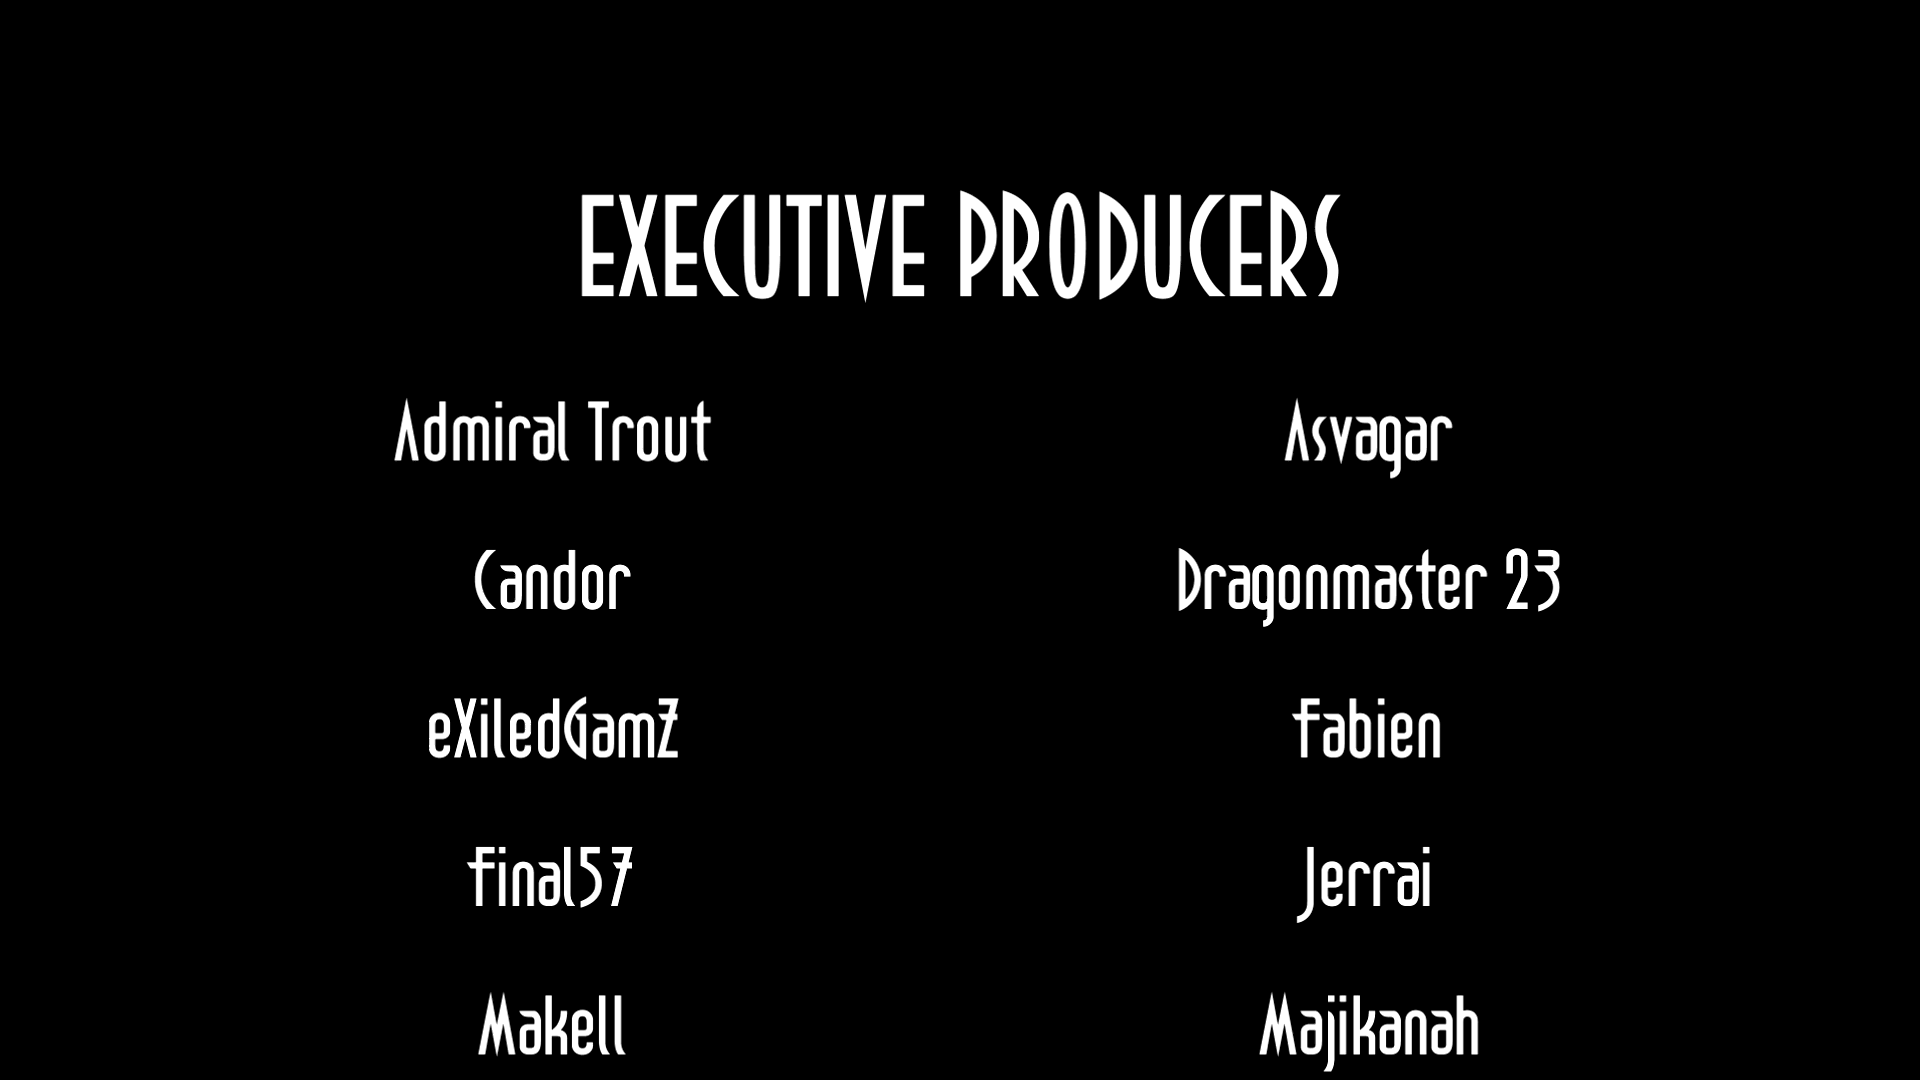 EXECUTIVE PRODUCERS
Admiral Trout
Asvagar
Candor
Dragonmaster 23
eXiledGamZ
Fabien
Final57
Jerrai
Makell
Majikanah